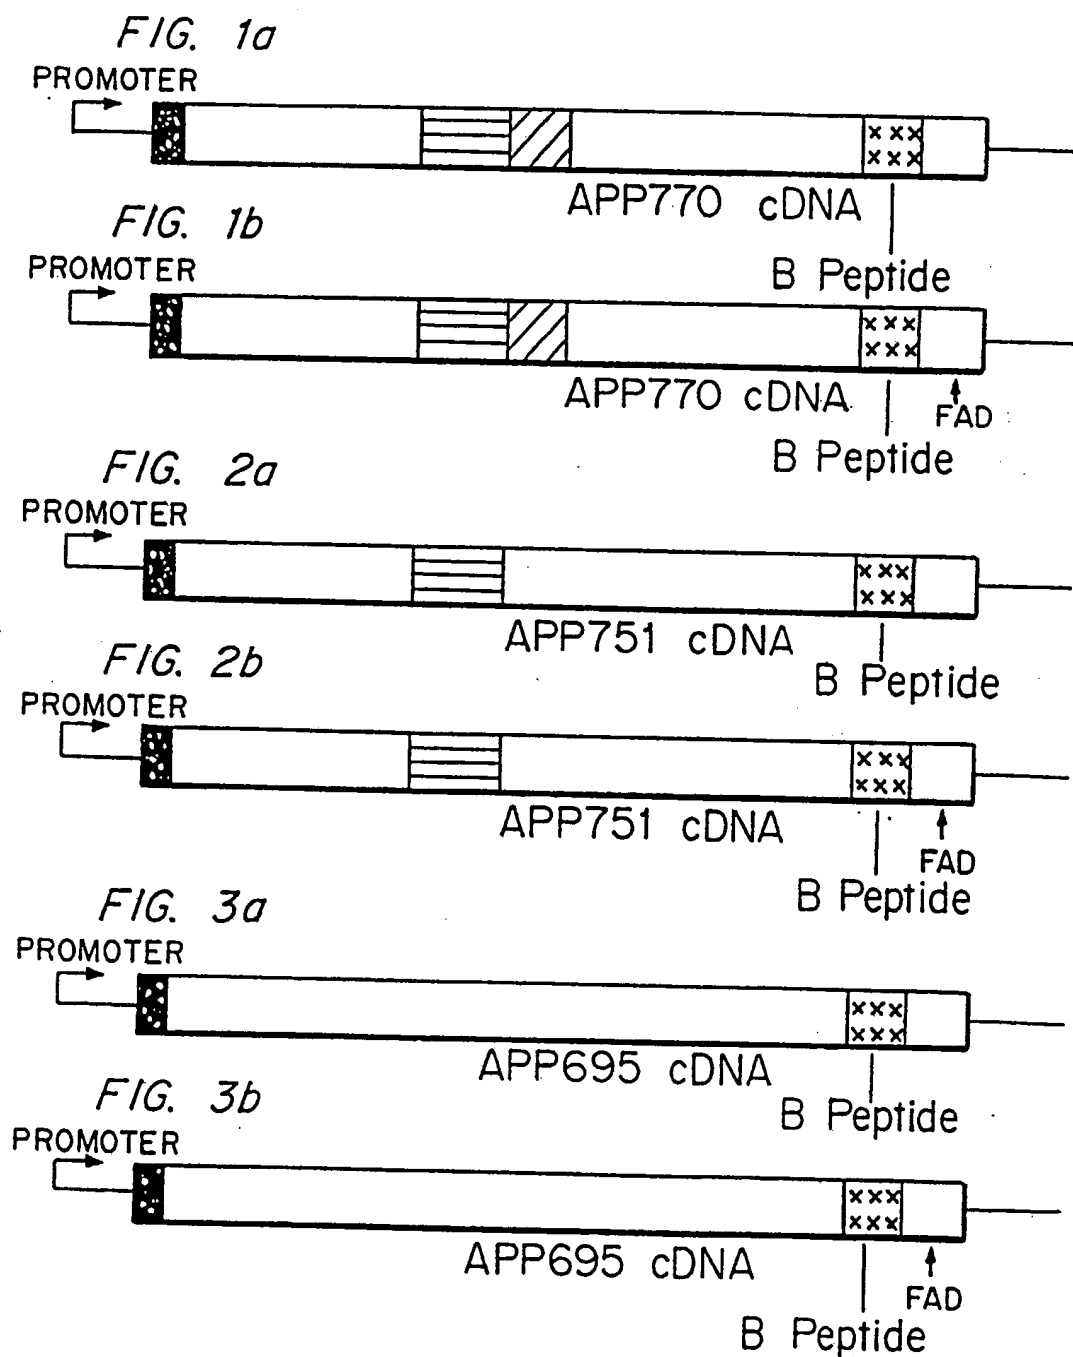 FIG. 1a
PROMOTER
APP770 cDNA
B Peptide
FIG. 1b
PROMOTER
APP770 cDNA
FAD
B Peptide
FIG. 2a
PROMOTER
APP751 cDNA
B Peptide
FIG. 2b
PROMOTER
APP751 cDNA
FAD
B Peptide
FIG. 3a
PROMOTER
APP695 cDNA
B Peptide
FIG. 3b
PROMOTER
APP695 cDNA
FAD
B Peptide